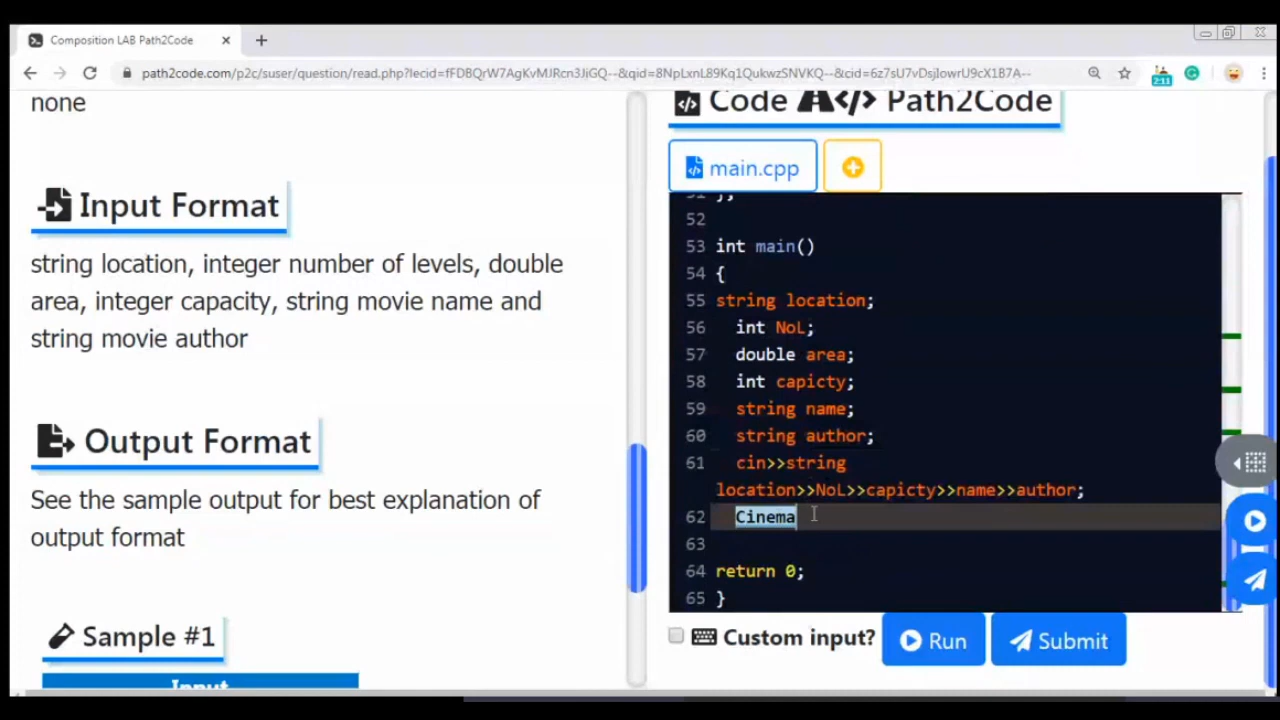 Composition LAB Path2Code
path2code.com/p2c/suser/question/read.php?lecid=fFDBQrW7AgKvMJRcn3JiGQ--&qid=8NpLxnL89Kq1QukwzSNVKQ--&cid=6z7sU7vDsjIowrU9cX1B7A--
2:11
none
Input Format
string location, integer number of levels, double
area, integer capacity, string movie name and
string movie author
Output Format
See the sample output for best explanation of
output format
Sample #1
Input
Code Path2Code
main.cpp
51 };
52
53 int main()
54 {
55 string location;
56 int NoL;
57 double area;
58 int capicty;
59 string name;
60 string author;
61 cin>>string
location>>NoL>>capicty>>name>>author;
62 Cinema
63
64 return 0;
65 }
Custom input?
Run
Submit